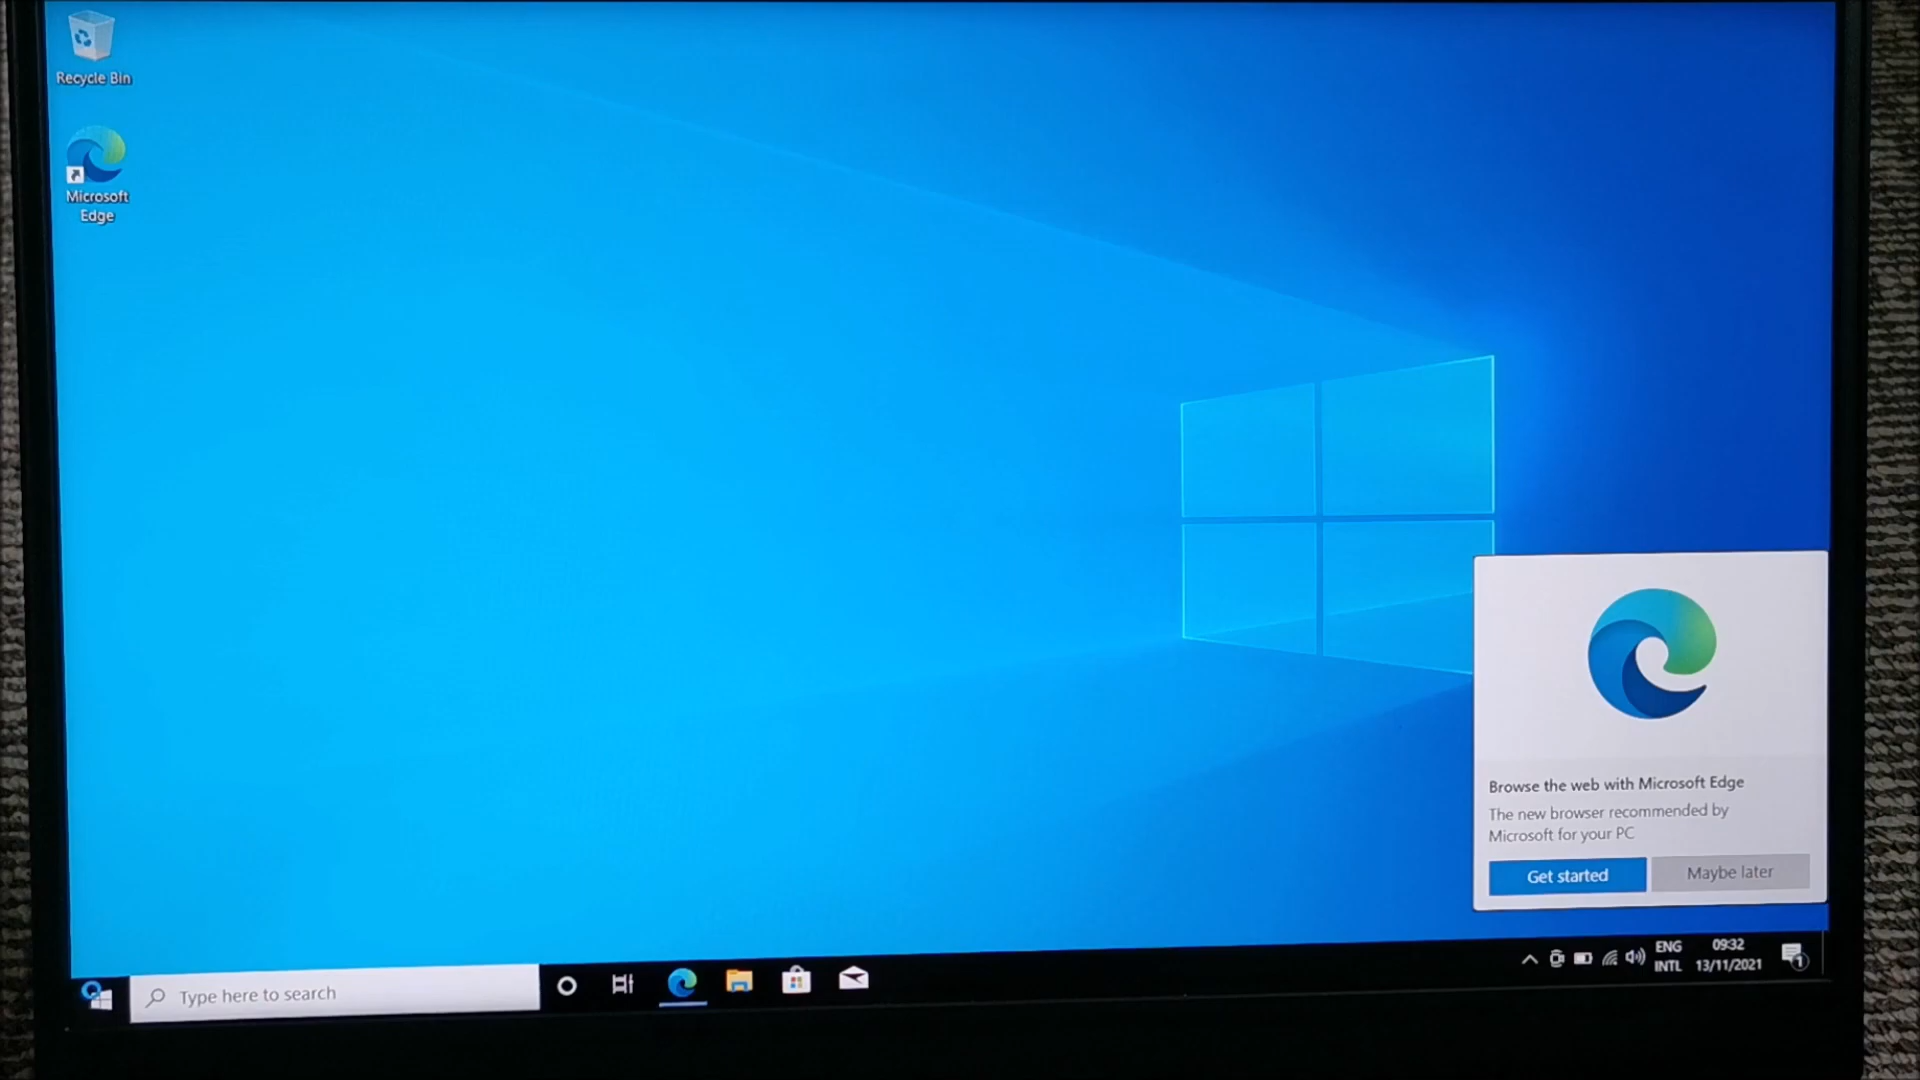 Recycle Bin
Microsoft
Edge
Browse the web with Microsoft Edge
The new browser recommended by
Microsoft for your PC
Get started
Maybe later
Type here to search
ENG
INTL
09:32
13/11/2021
1